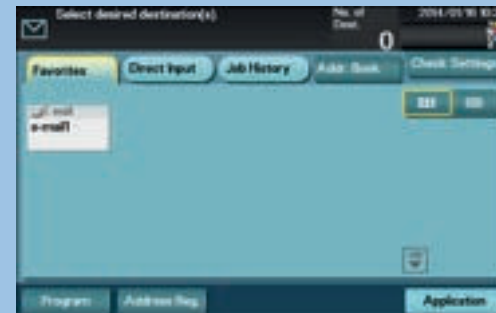 Select desired destination(s).
No. of
Dest.
0
Favorites
Direct Input
Job History
Addr. Book
Check Settings
E-mail
e-mail1
Program
Address Reg.
Application